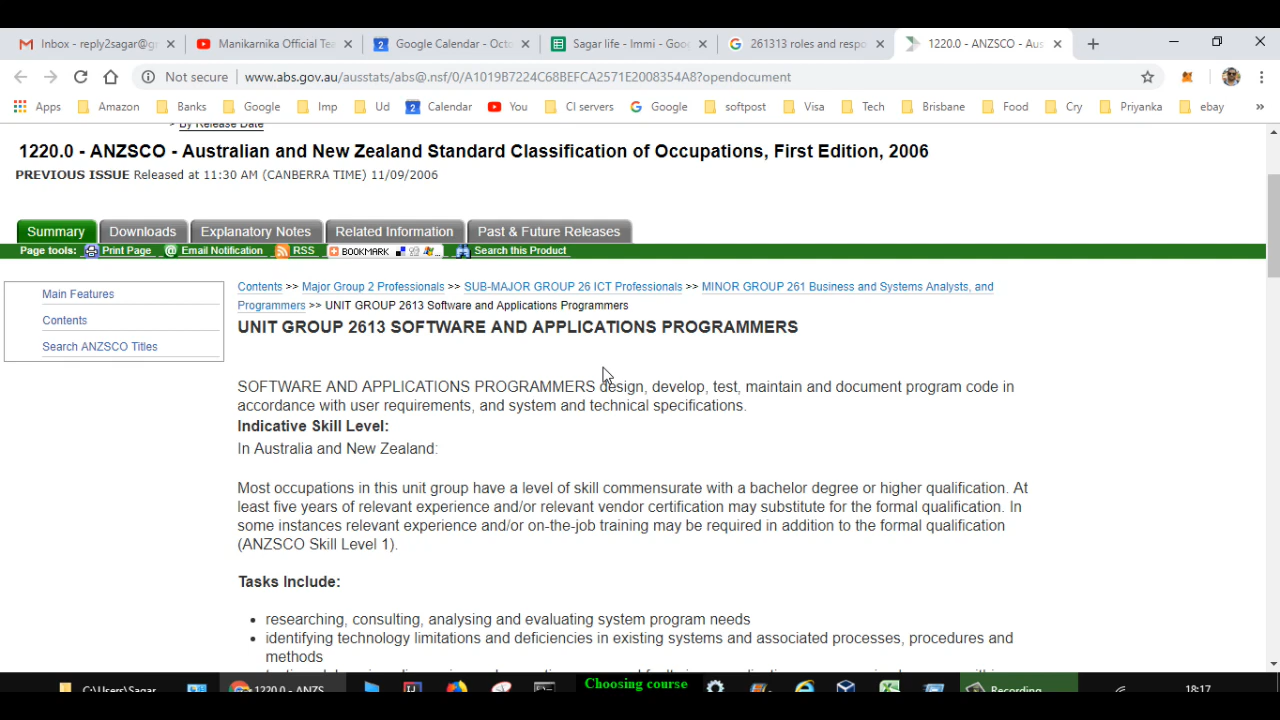 Inbox - reply2sagar@gr
Manikarnika Official Te
Google Calendar - Octo
Sagar life - Immi - Goo
261313 roles and respo
1220.0 - ANZSCO - Aus
Not secure
www.abs.gov.au/ausstats/abs@.nsf/0/A1019B7224C68BEFCA2571E2008354A8?opendocument
Apps Amazon Banks Google Imp Ud 2 Calendar You CI servers Google softpost Visa Tech Brisbane Food Cry Priyanka ebay »
> By Release Date
1220.0 - ANZSCO - Australian and New Zealand Standard Classification of Occupations, First Edition, 2006
PREVIOUS ISSUE Released at 11:30 AM (CANBERRA TIME) 11/09/2006
Summary Downloads Explanatory Notes Related Information Past & Future Releases
Page tools: Print Page Email Notification RSS BOOKMARK Search this Product
Main Features
Contents
Search ANZSCO Titles
Contents >> Major Group 2 Professionals >> SUB-MAJOR GROUP 26 ICT Professionals >> MINOR GROUP 261 Business and Systems Analysts, and
Programmers >> UNIT GROUP 2613 Software and Applications Programmers
UNIT GROUP 2613 SOFTWARE AND APPLICATIONS PROGRAMMERS
SOFTWARE AND APPLICATIONS PROGRAMMERS design, develop, test, maintain and document program code in
accordance with user requirements, and system and technical specifications.
Indicative Skill Level:
In Australia and New Zealand:
Most occupations in this unit group have a level of skill commensurate with a bachelor degree or higher qualification. At
least five years of relevant experience and/or relevant vendor certification may substitute for the formal qualification. In
some instances relevant experience and/or on-the-job training may be required in addition to the formal qualification
(ANZSCO Skill Level 1).
Tasks Include:
• researching, consulting, analysing and evaluating system program needs
• identifying technology limitations and deficiencies in existing systems and associated processes, procedures and
methods
C:\Users\Sagar
1220.0 - ANZS
Choosing course
Recording
18:17